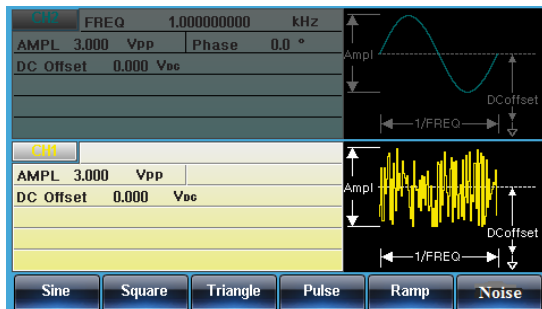 CH2 FREQ 1.000000000 kHz
AMPL 3.000 Vpp Phase 0.0 °
DC Offset 0.000 VDC
Ampl
DCoffset
1/FREQ
CH1
AMPL 3.000 Vpp
DC Offset 0.000 VDC
Ampl
DCoffset
1/FREQ
Sine Square Triangle Pulse Ramp Noise